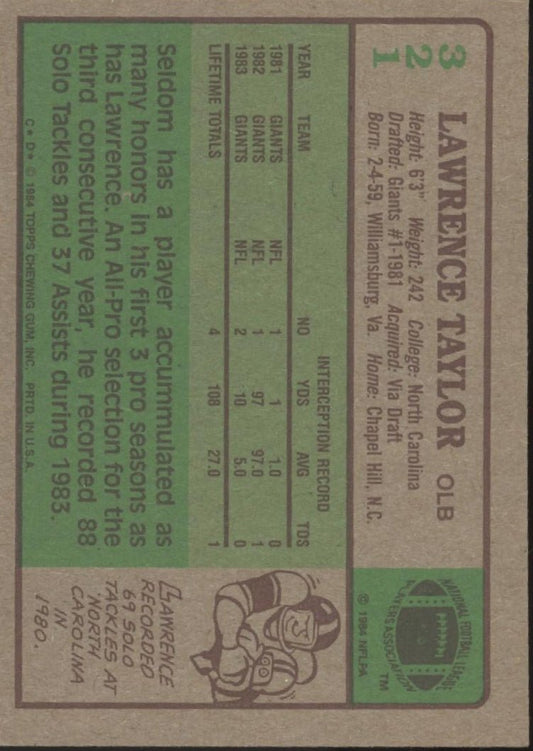 321
LAWRENCE TAYLOR OLB
Height: 6'3" Weight: 242 College: North Carolina
Drafted: Giants #1-1981 Acquired: Via Draft
Born: 2-4-59, Williamsburg, Va. Home: Chapel Hill, N.C.
NATIONAL FOOTBALL LEAGUE
PLAYERS ASSOCIATION
TM
© 1984 NFLPA
INTERCEPTION RECORD
YEAR TEAM NO YDS AVG TDS
1981 GIANTS NFL 1 1 1.0 0
1982 GIANTS NFL 1 97 97.0 1
1983 GIANTS NFL 2 10 5.0 0
LIFETIME TOTALS 4 108 27.0 1
Seldom has a player accummulated as
many honors in his first 3 pro seasons as
has Lawrence. An All-Pro selection for the
third consecutive year, he recorded 88
Solo Tackles and 37 Assists during 1983.
C★D★ © 1984 TOPPS CHEWING GUM, INC. PRTD. IN U.S.A.
LAWRENCE
RECORDED
69 SOLO
TACKLES AT
NORTH
CAROLINA
IN
1980.